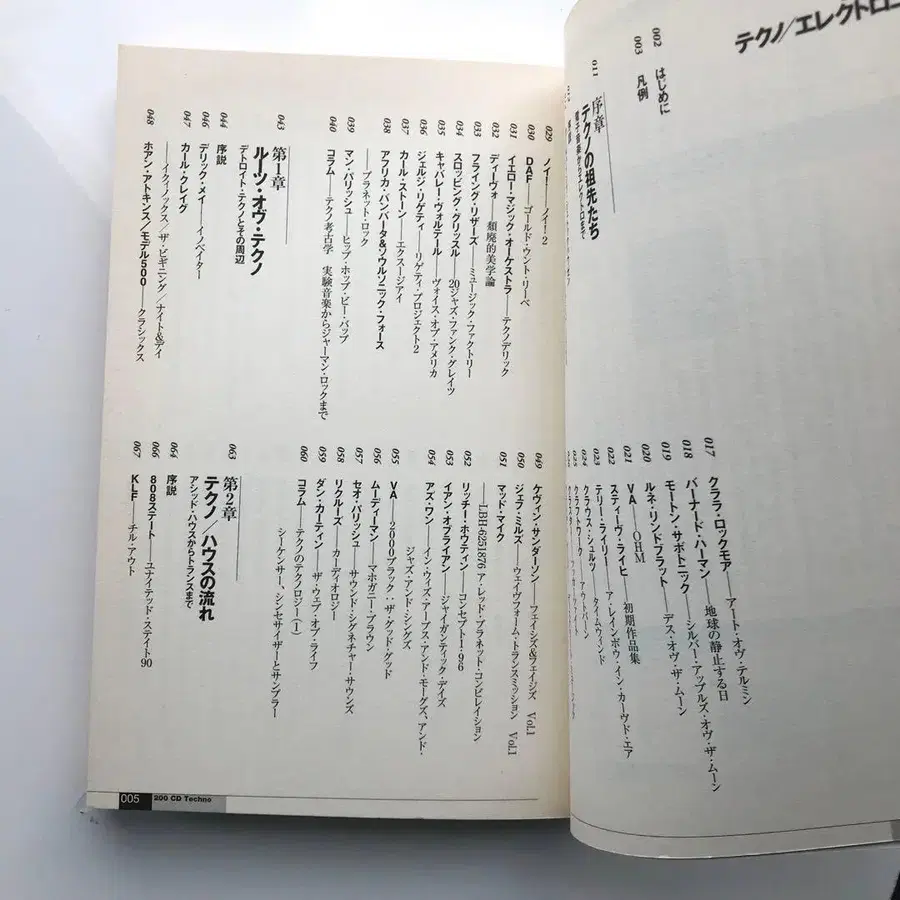 テクノ/エレクトロニ
002 はじめに
003 凡例
011 序章
テクノの祖先たち
電子音楽からエレクトロまで
017 クララ・ロックモア——アート・オヴ・テルミン
018 バーナード・ハーマン——地球の静止する日
019 モートン・サボトニック——シルバー・アップルズ・オヴ・ザ・ムーン
020 ルネ・リンドブラット——デス・オヴ・ザ・ムーン
021 VA——OHM
022 スティーヴ・ライヒ——初期作品集
023 テリー・ライリー——ア・レインボウ・イン・カーヴド・エア
024 クラウス・シュルツ——タイムウィンド
025 クラフトワーク——アウトバーン
029 ノイ!——ノイ!2
030 DAF——ゴールド・ウント・リーベ
031 イエロー・マジック・オーケストラ——テクノデリック
032 ディーヴォ——頽廃的美学論
033 フライング・リザーズ——ミュージック・ファクトリー
034 スロッビング・グリッスル——20ジャズ・ファンク・グレイツ
035 キャバレー・ヴォルテール——ヴォイス・オブ・アメリカ
036 ジェルジ・リゲティ——リゲティ・プロジェクト2
037 カール・ストーン——エクスージアイ
038 アフリカ・バンバータ&ソウルソニック・フォース
——プラネット・ロック
039 マン・パリッシュ——ヒップ・ホップ・ビー・バップ
040 コラム——テクノ考古学 実験音楽からジャーマン・ロックまで
043 第1章
ルーツ・オヴ・テクノ
デトロイト・テクノとその周辺
044 序説
046 デリック・メイ——イノベイター
047 カール・クレイグ
——イクイノックス/ザ・ビギニング/ナイト&デイ
048 ホアン・アトキンス/モデル500——クラシックス
049 ケヴィン・サンダーソン——フェイシズ&フェイジズ Vol.1
050 ジェフ・ミルズ——ウェイヴフォーム・トランスミッション Vol.1
051 マッド・マイク
——LBH-6251876 ア・レッド・プラネット・コンピレイション
052 リッチー・ホウティン——コンセプト1・96
053 イアン・オブライアン——ジャイガンティック・デイズ
054 アズ・ワン——イン・ウィズ・アープス・アンド・モーグズ、アンド・
ジャズ・アンド・シングズ
055 VA——2000ブラック:ザ・グッド・グッド
056 ムーディーマン——マホガニー・ブラウン
057 セオ・パリッシュ——サウンド・シグネチャー・サウンズ
058 リクルーズ——カーディオロジー
059 ダン・カーティン——ザ・ウェブ・オブ・ライフ
060 コラム——テクノのテクノロジー(1)
シーケンサー、シンセサイザーとサンプラー
063 第2章
テクノ/ハウスの流れ
アシッド・ハウスからトランスまで
064 序説
066 808ステート——ユナイテッド・ステイト90
067 KLF——チル・アウト
005 200 CD Techno